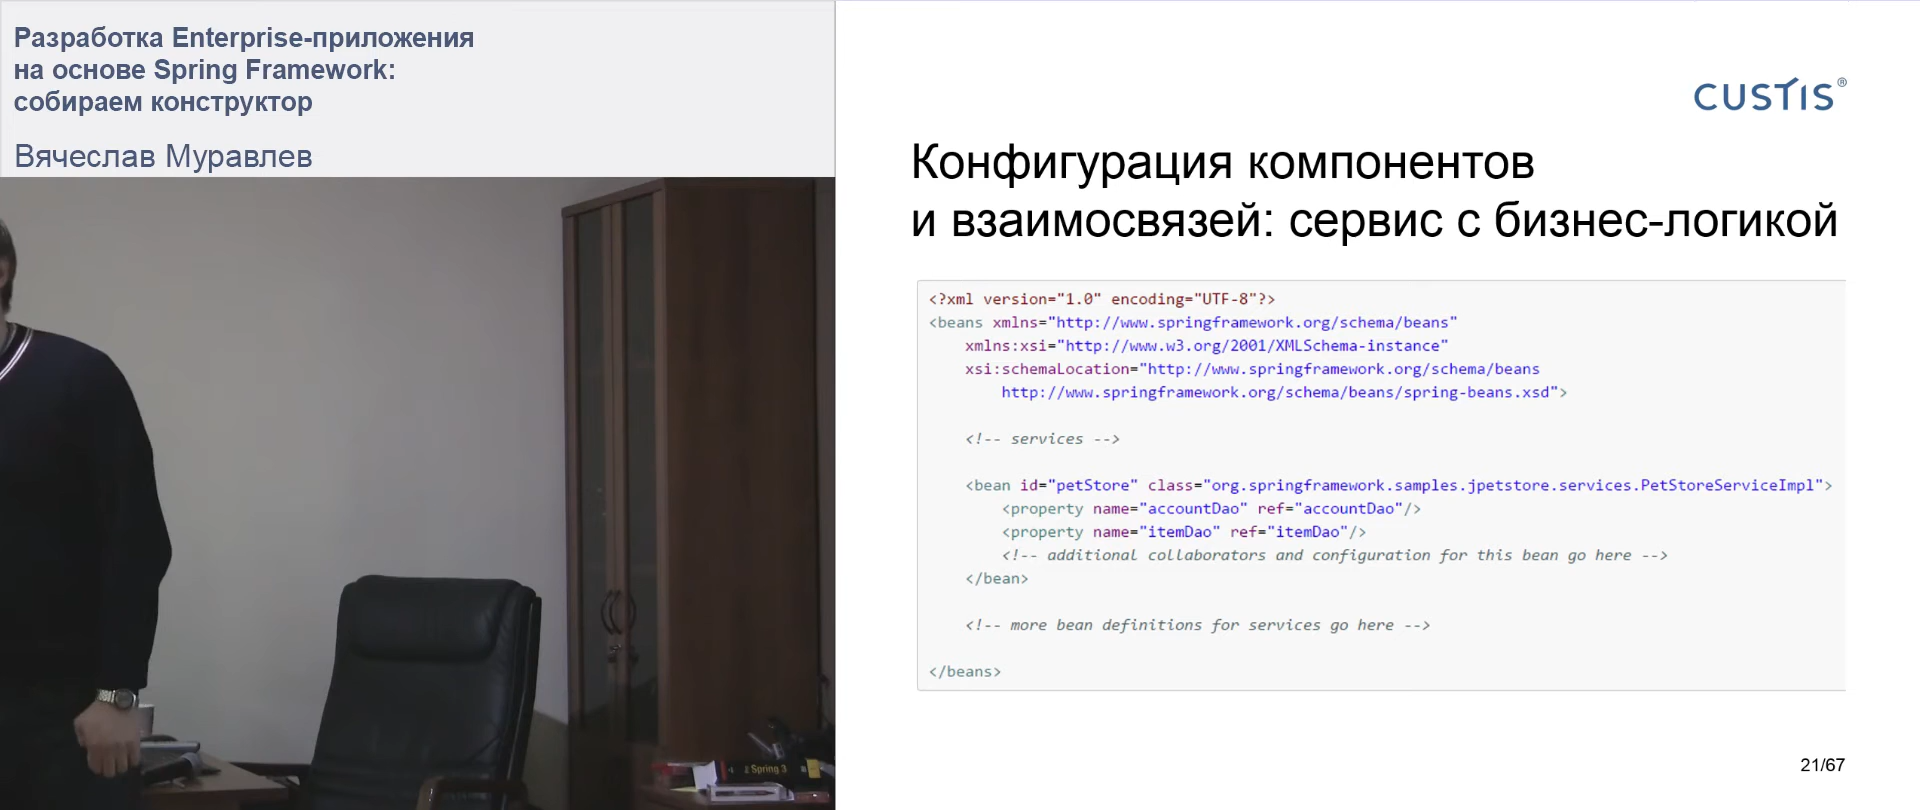 Разработка Enterprise-приложения
на основе Spring Framework:
собираем конструктор
Вячеслав Муравлев
CUSTIS®
Конфигурация компонентов
и взаимосвязей: сервис с бизнес-логикой
<?xml version="1.0" encoding="UTF-8"?>
<beans xmlns="http://www.springframework.org/schema/beans"
xmlns:xsi="http://www.w3.org/2001/XMLSchema-instance"
xsi:schemaLocation="http://www.springframework.org/schema/beans
http://www.springframework.org/schema/beans/spring-beans.xsd">
<!-- services -->
<bean id="petStore" class="org.springframework.samples.jpetstore.services.PetStoreServiceImpl">
<property name="accountDao" ref="accountDao"/>
<property name="itemDao" ref="itemDao"/>
<!-- additional collaborators and configuration for this bean go here -->
</bean>
<!-- more bean definitions for services go here -->
</beans>
21/67
Spring 3